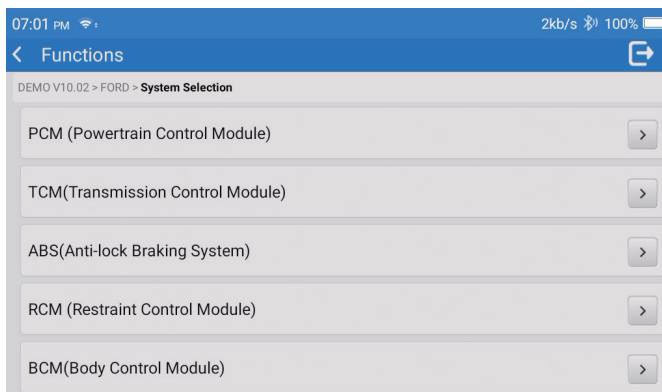 07:01 PM
2kb/s 100%
Functions
DEMO V10.02 > FORD > System Selection
PCM (Powertrain Control Module)
TCM(Transmission Control Module)
ABS(Anti-lock Braking System)
RCM (Restraint Control Module)
BCM(Body Control Module)